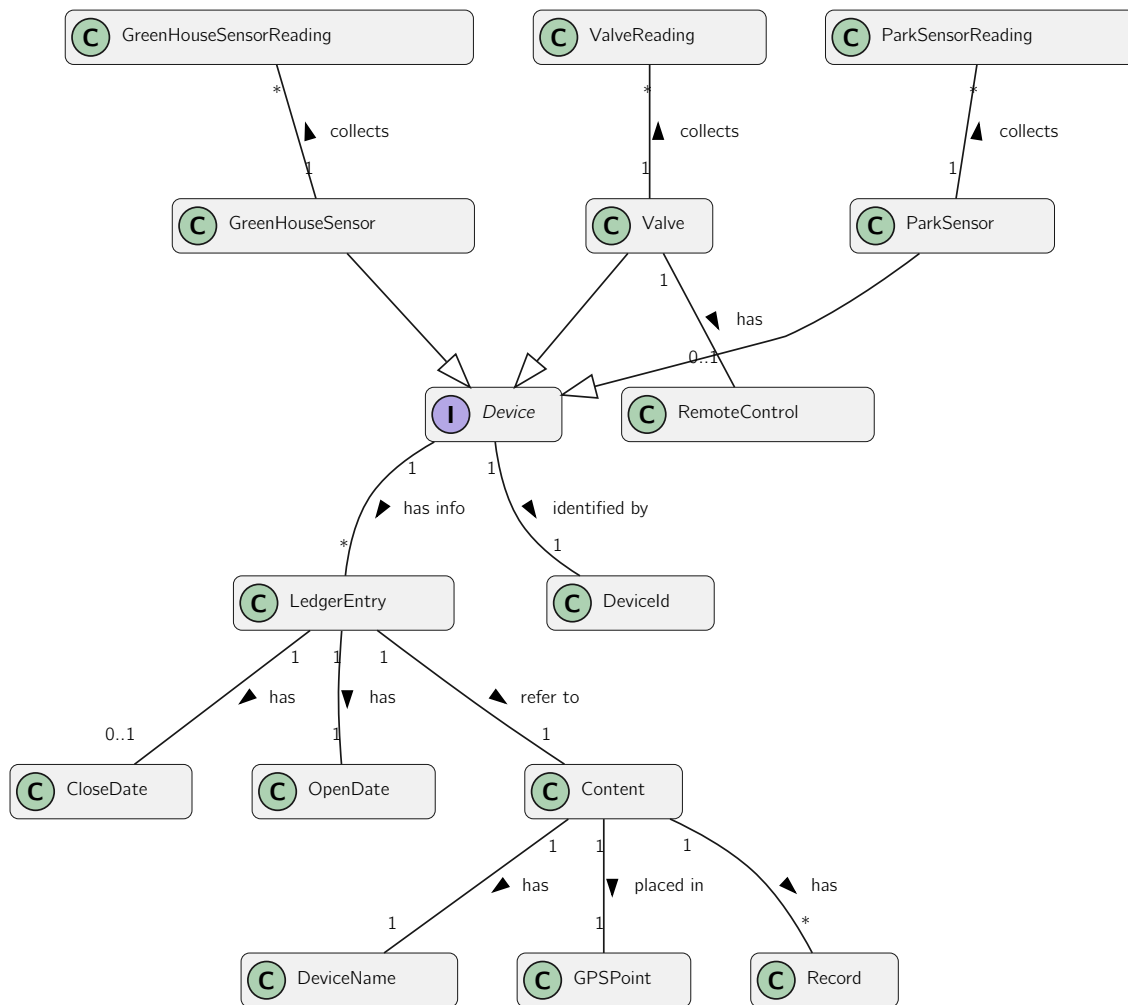 C GreenHouseSensorReading
C ValveReading
C ParkSensorReading
* * *
collects collects collects
1 1 1
C GreenHouseSensor
C Valve
C ParkSensor
1
has
0..1
I Device
C RemoteControl
1 1
has info identified by
* 1
C LedgerEntry
C DeviceId
1 1 1
has has refer to
0..1 1 1
C CloseDate
C OpenDate
C Content
1 1 1
has placed in has
1 1 *
C DeviceName
C GPSPoint
C Record